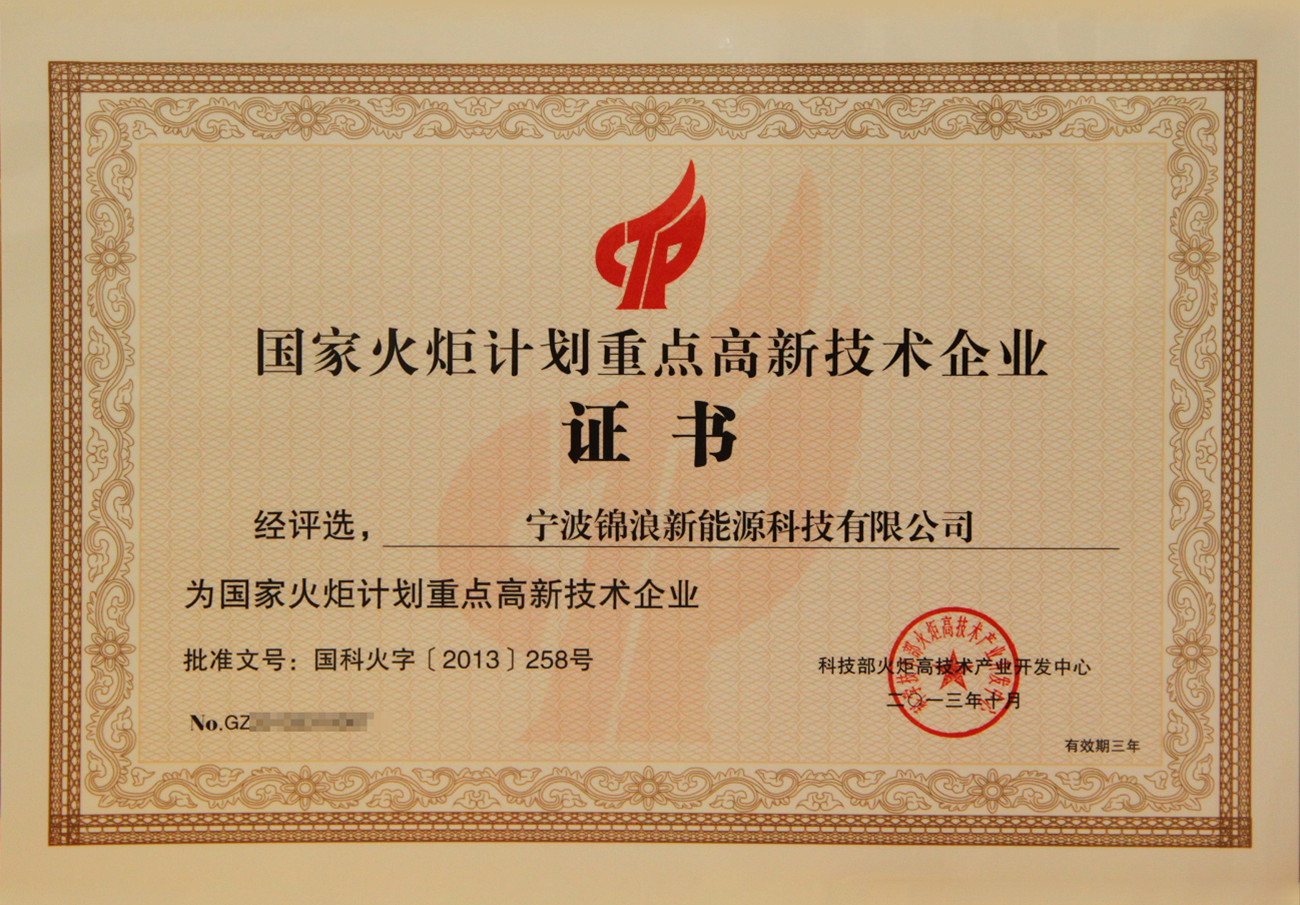 CTP
国家火炬计划重点高新技术企业
证书
经评选，宁波锦浪新能源科技有限公司
为国家火炬计划重点高新技术企业
批准文号：国科火字〔2013〕258号
科技部火炬高技术产业开发中心
二〇一三年十月
No.GZ
有效期三年